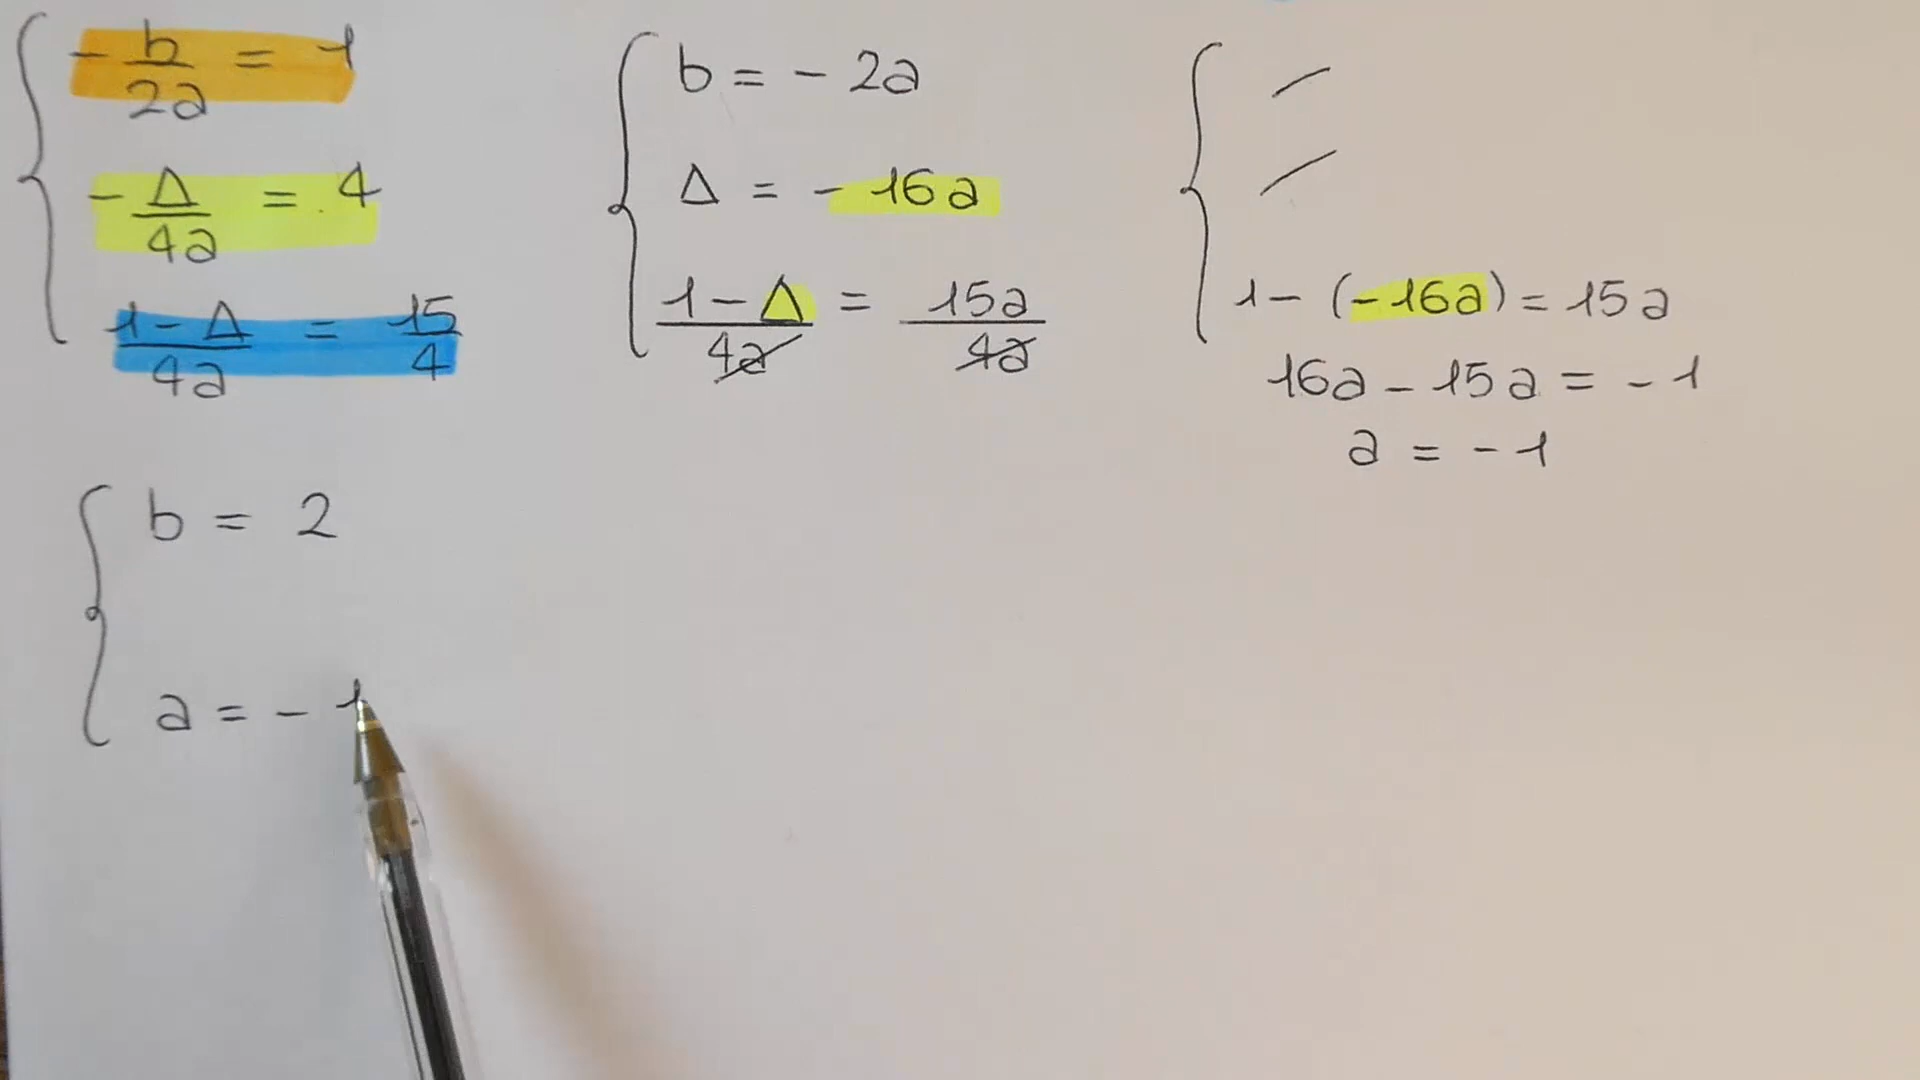 -b/2a = 1
-Δ/4a = 4
1-Δ/4a = 15/4
b = -2a
Δ = -16a
1-Δ/4a = 15a/4a
1-(-16a) = 15a
16a - 15a = -1
a = -1
b = 2
a = -1